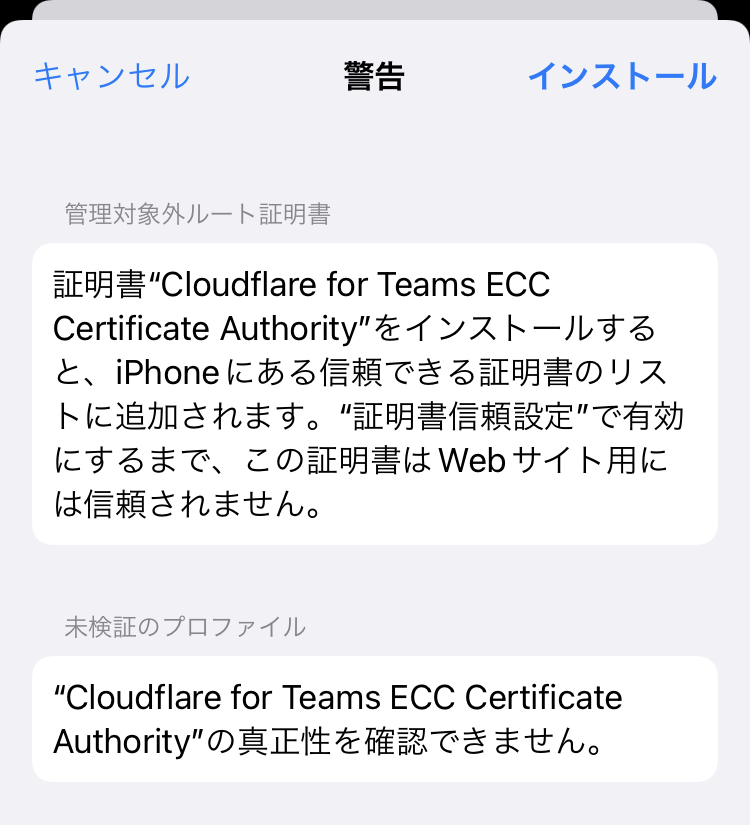 キャンセル 警告 インストール
管理対象外ルート証明書
証明書“Cloudflare for Teams ECC
Certificate Authority”をインストールする
と、iPhoneにある信頼できる証明書のリス
トに追加されます。“証明書信頼設定”で有効
にするまで、この証明書はWebサイト用に
は信頼されません。
未検証のプロファイル
“Cloudflare for Teams ECC Certificate
Authority”の真正性を確認できません。